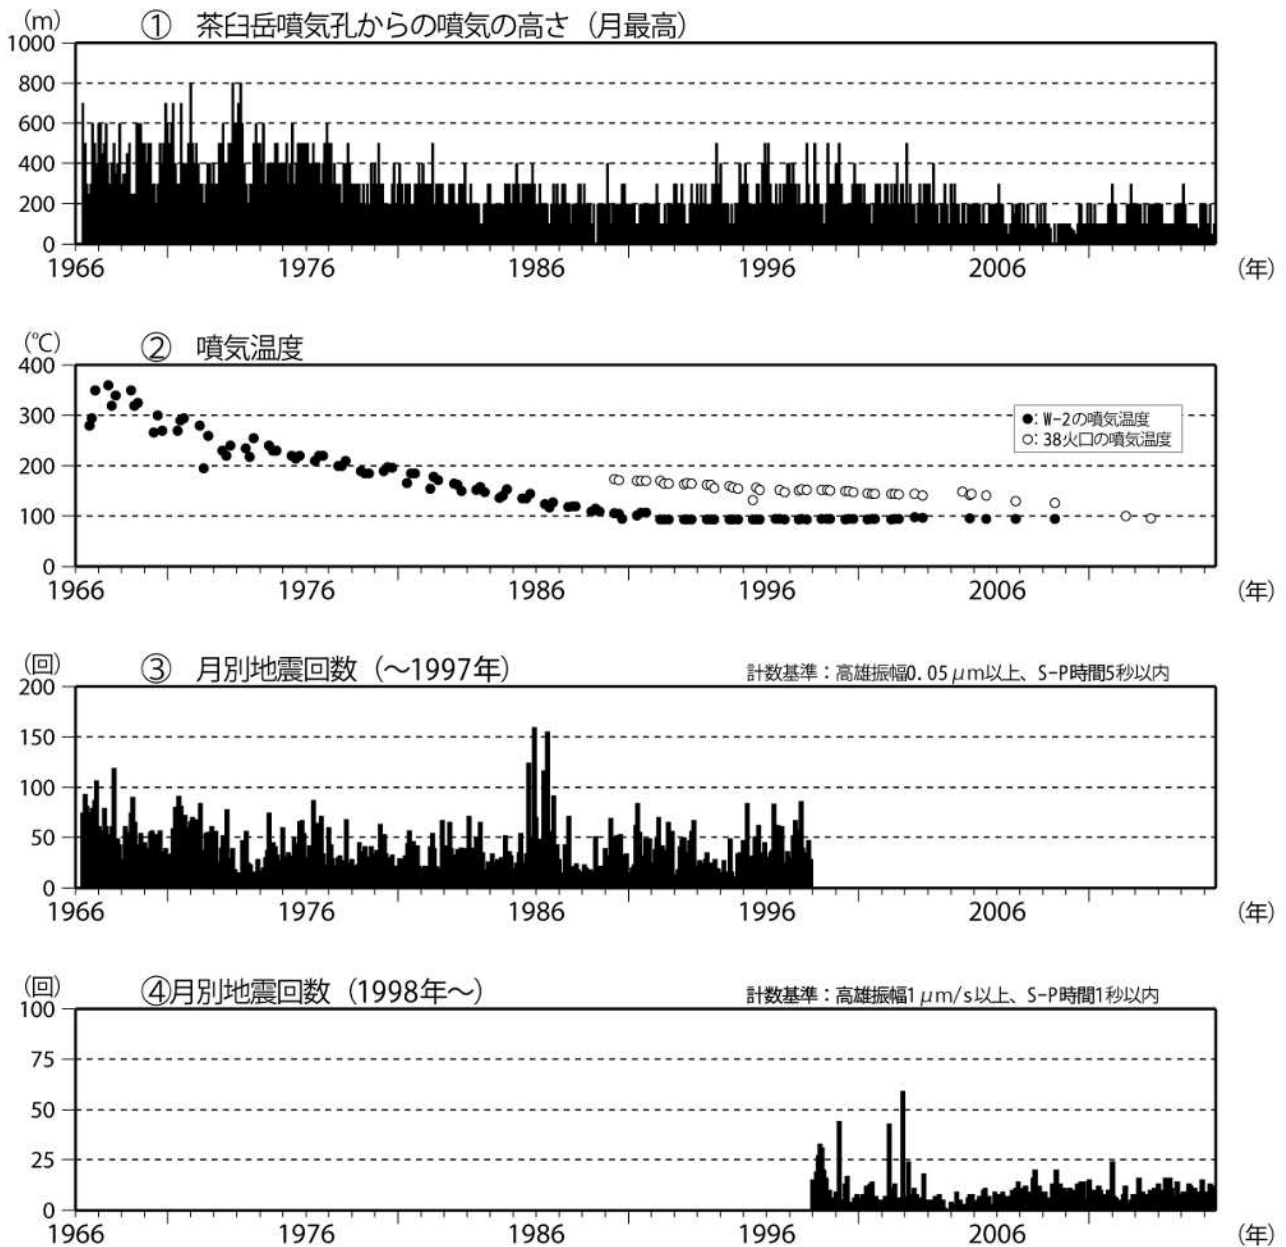 (m)
① 茶臼岳噴気孔からの噴気の高さ（月最高）
1000
800
600
400
200
0
1966 1976 1986 1996 2006 (年)
(℃)
② 噴気温度
400
300
200
100
0
●: W-2の噴気温度
○: 38火口の噴気温度
1966 1976 1986 1996 2006 (年)
(回)
③ 月別地震回数（～1997年）
計数基準：高雄振幅0.05μm以上、S-P時間5秒以内
200
150
100
50
0
1966 1976 1986 1996 2006 (年)
(回)
④月別地震回数（1998年～）
計数基準：高雄振幅1μm/s以上、S-P時間1秒以内
100
75
50
25
0
1966 1976 1986 1996 2006 (年)